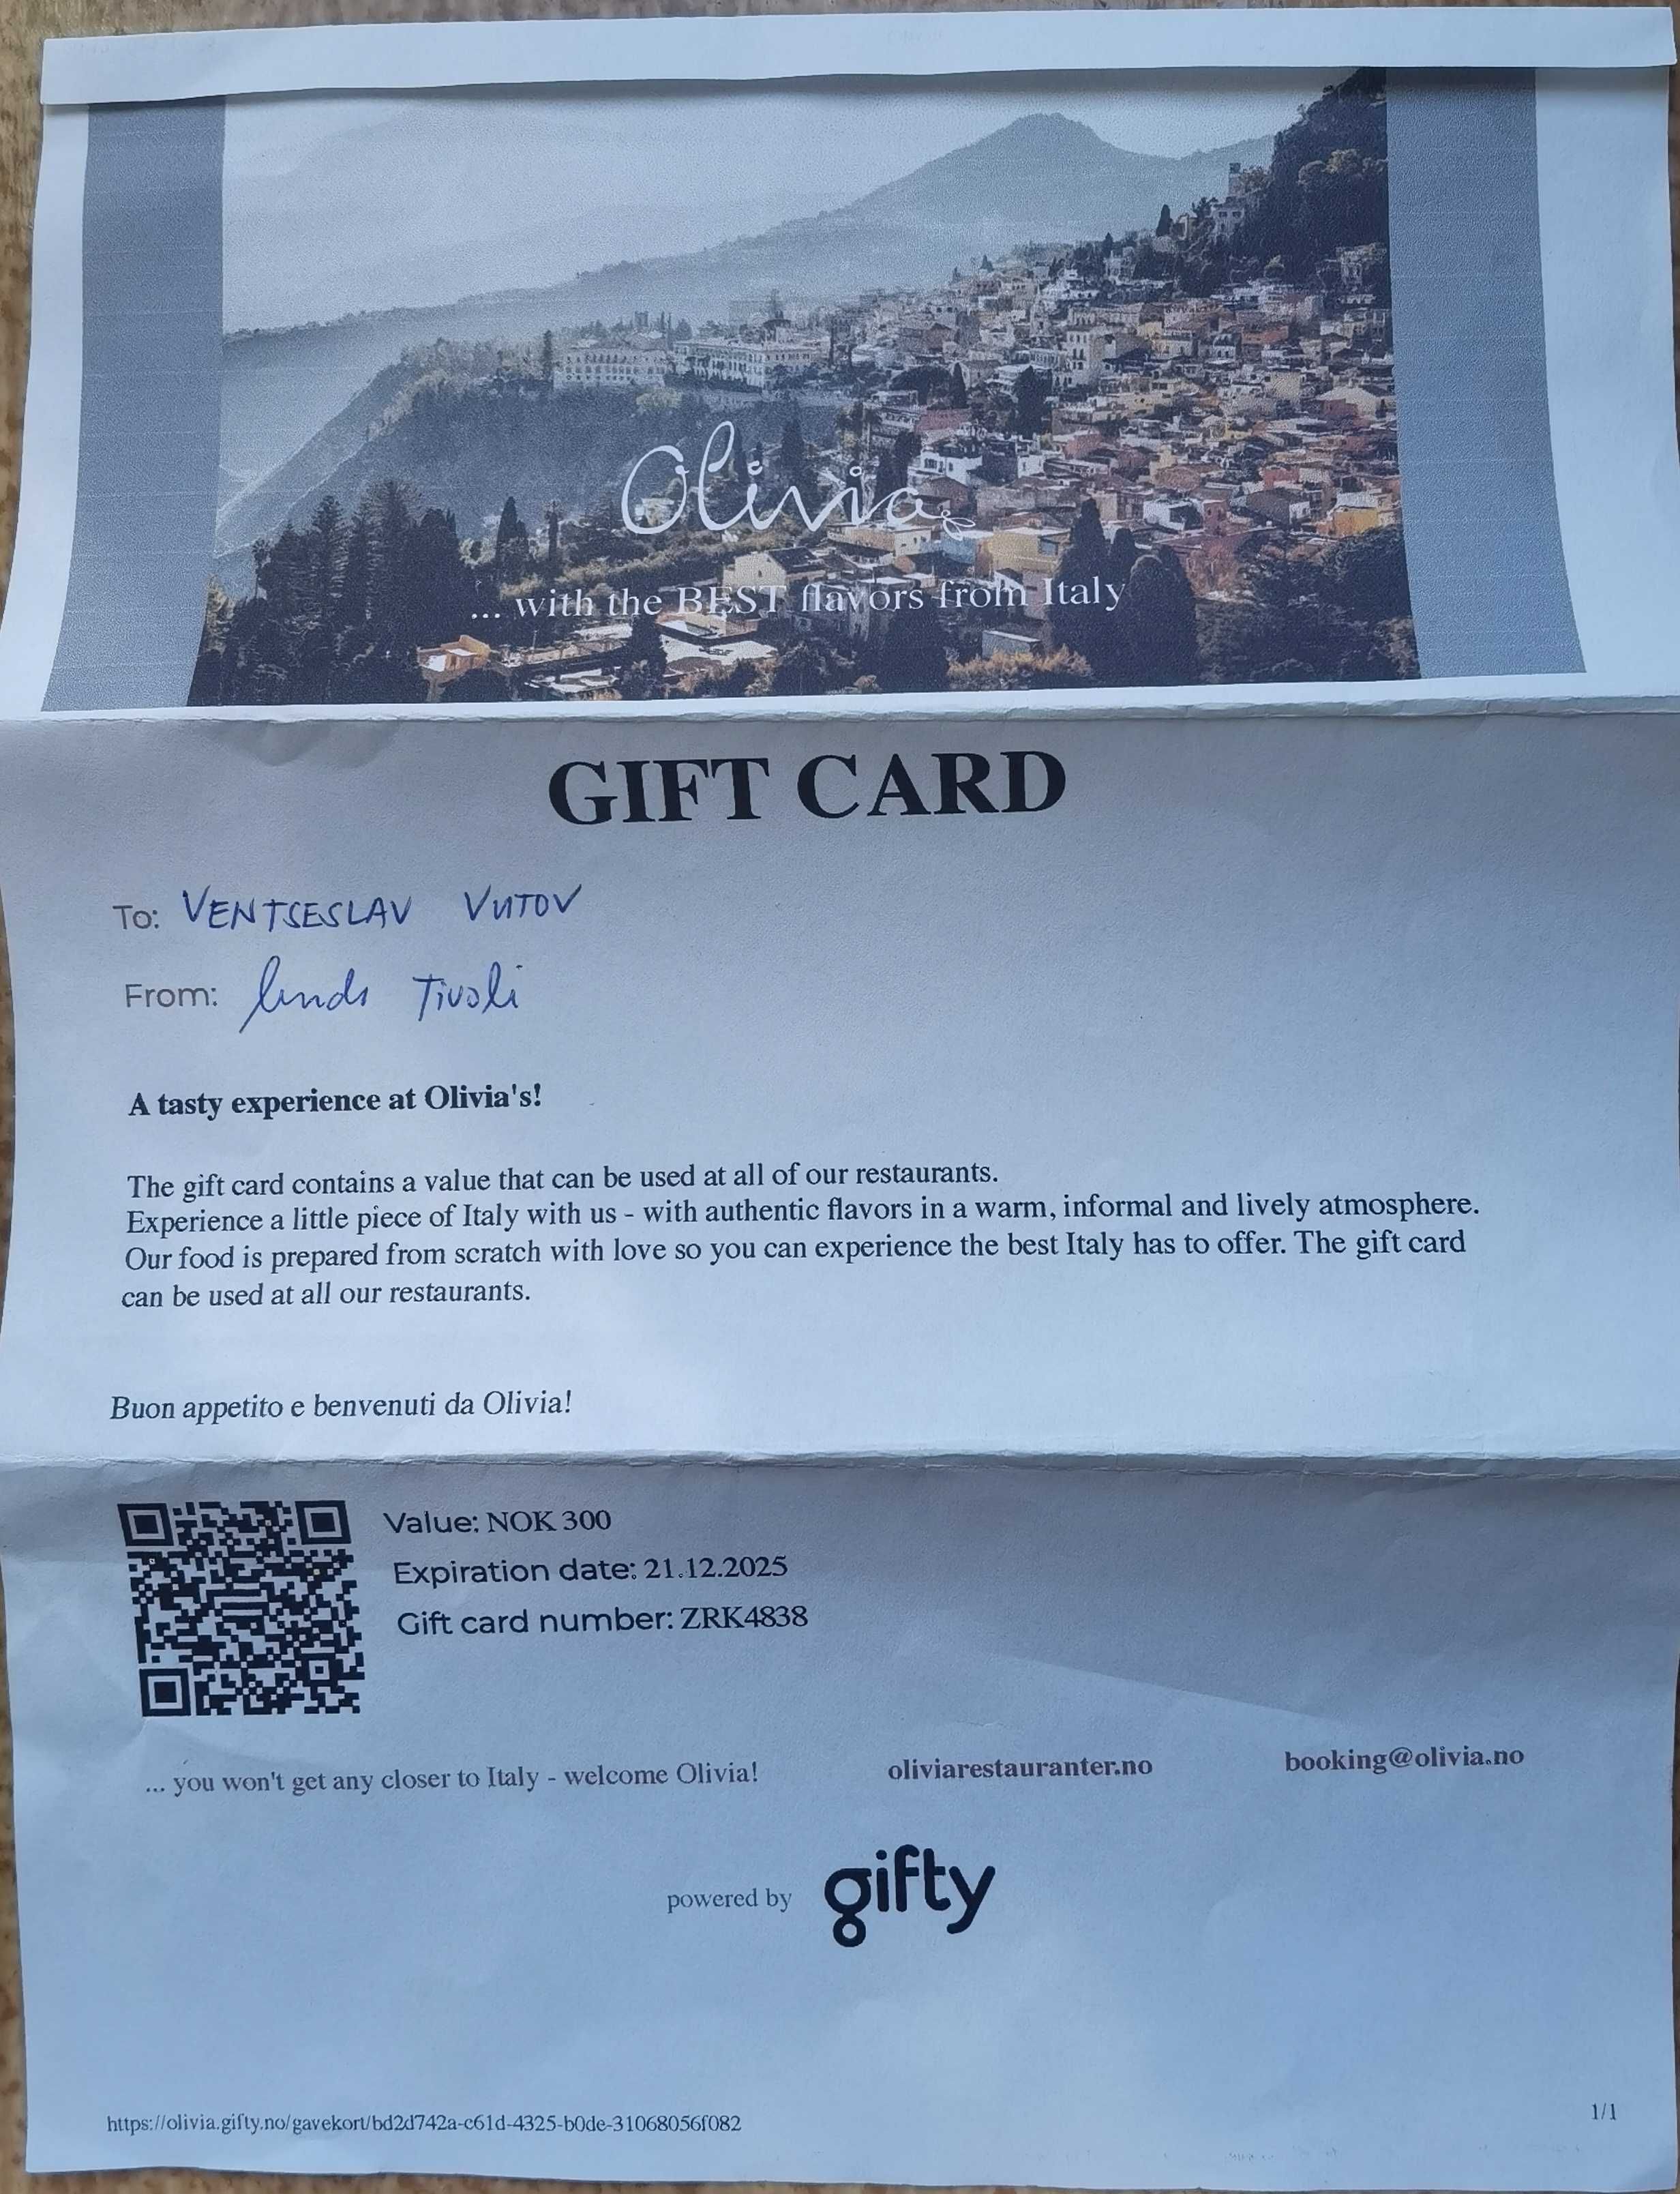 Olivia
... with the BEST flavors from Italy
GIFT CARD
To: VENTSESLAV VUTOV
From: Linda Tivoli
A tasty experience at Olivia's!
The gift card contains a value that can be used at all of our restaurants.
Experience a little piece of Italy with us - with authentic flavors in a warm, informal and lively atmosphere.
Our food is prepared from scratch with love so you can experience the best Italy has to offer. The gift card
can be used at all our restaurants.
Buon appetito e benvenuti da Olivia!
Value: NOK 300
Expiration date: 21.12.2025
Gift card number: ZRK4838
... you won't get any closer to Italy - welcome Olivia! oliviarestauranter.no booking@olivia.no
powered by gifty
https://olivia.gifty.no/gavekort/bd2d742a-c61d-4325-b0de-31068056f082 1/1